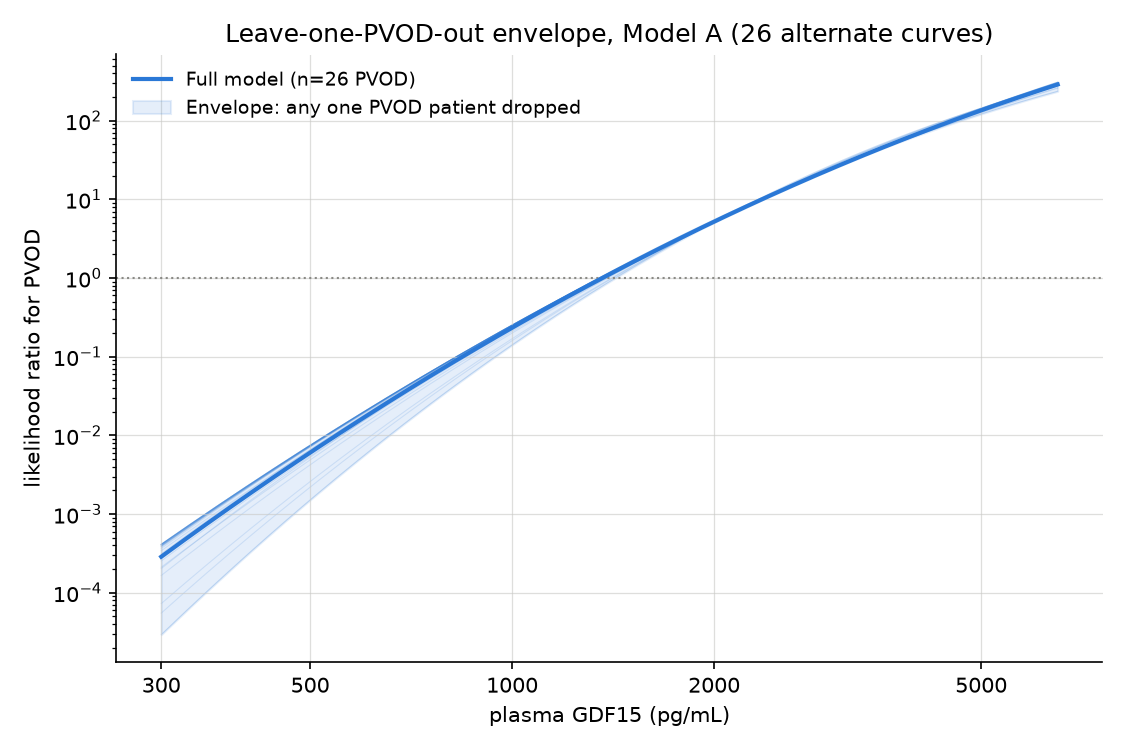 Leave-one-PVOD-out envelope, Model A (26 alternate curves)
Full model (n=26 PVOD)
Envelope: any one PVOD patient dropped
likelihood ratio for PVOD
10²
10¹
10⁰
10⁻¹
10⁻²
10⁻³
10⁻⁴
300 500 1000 2000 5000
plasma GDF15 (pg/mL)